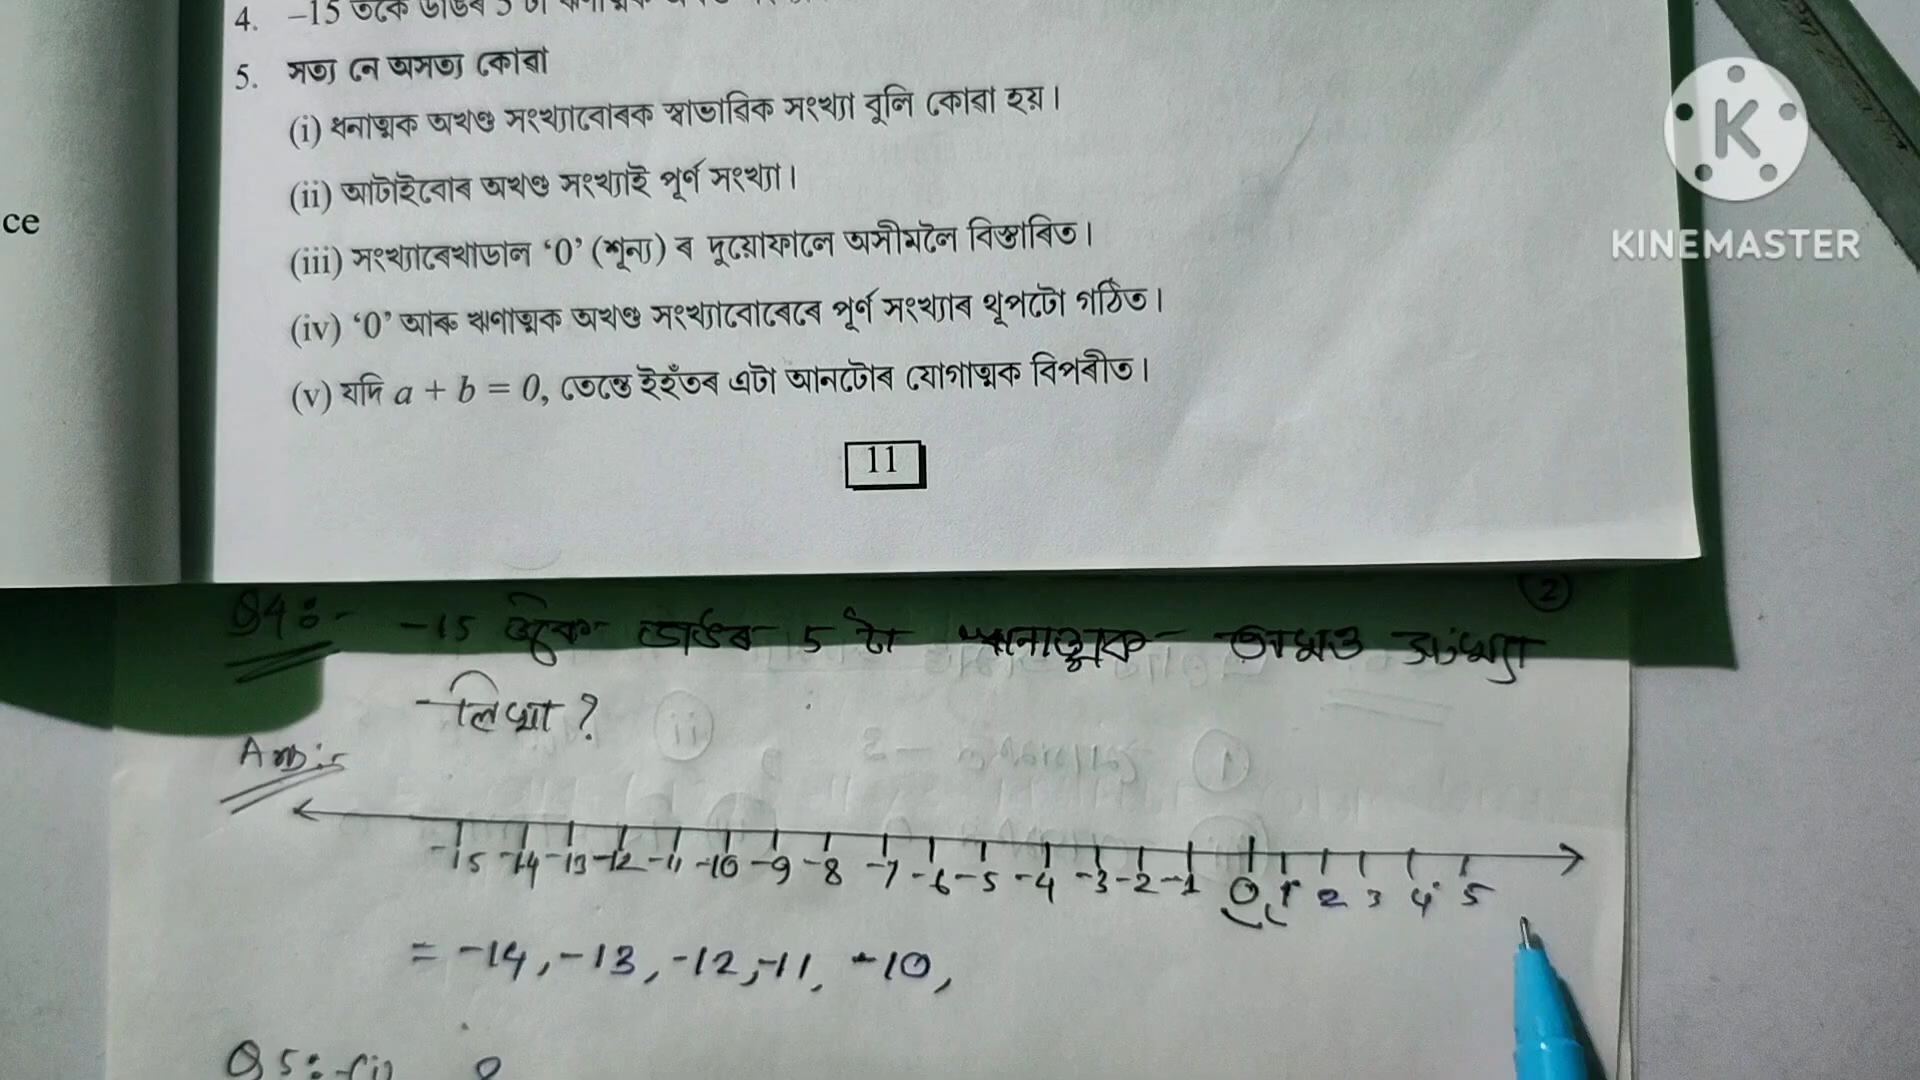 4. –15 তকৈ ডাঙৰ 5 টা ঋণাত্মক
5. সত্য নে অসত্য কোৱা
(i) ধনাত্মক অখণ্ড সংখ্যাবোৰক স্বাভাৱিক সংখ্যা বুলি কোৱা হয়।
(ii) আটাইবোৰ অখণ্ড সংখ্যাই পূৰ্ণ সংখ্যা।
(iii) সংখ্যাৰেখাডাল ‘0’ (শূন্য) ৰ দুয়োফালে অসীমলৈ বিস্তাৰিত।
(iv) ‘0’ আৰু ঋণাত্মক অখণ্ড সংখ্যাবোৰেৰে পূৰ্ণ সংখ্যাৰ থূপটো গঠিত।
(v) যদি a + b = 0, তেন্তে ইহঁতৰ এটা আনটোৰ যোগাত্মক বিপৰীত।
11
ce
K
KINEMASTER
2
Q4:- -15 তকৈ ডাঙৰ 5 টা অখণ্ড সংখ্যা
লিখা?
Ans:-
-15 -14 -13 -12 -11 -10 -9 -8 -7 -6 -5 -4 -3 -2 -1 0 1 2 3 4 5
= -14, -13, -12, -11, -10,
Q5:-(i)